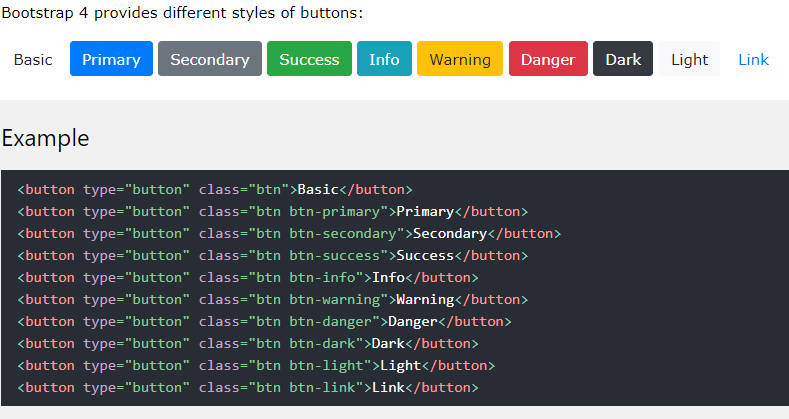 Bootstrap 4 provides different styles of buttons:
Basic Primary Secondary Success Info Warning Danger Dark Light Link
Example
<button type="button" class="btn">Basic</button>
<button type="button" class="btn btn-primary">Primary</button>
<button type="button" class="btn btn-secondary">Secondary</button>
<button type="button" class="btn btn-success">Success</button>
<button type="button" class="btn btn-info">Info</button>
<button type="button" class="btn btn-warning">Warning</button>
<button type="button" class="btn btn-danger">Danger</button>
<button type="button" class="btn btn-dark">Dark</button>
<button type="button" class="btn btn-light">Light</button>
<button type="button" class="btn btn-link">Link</button>